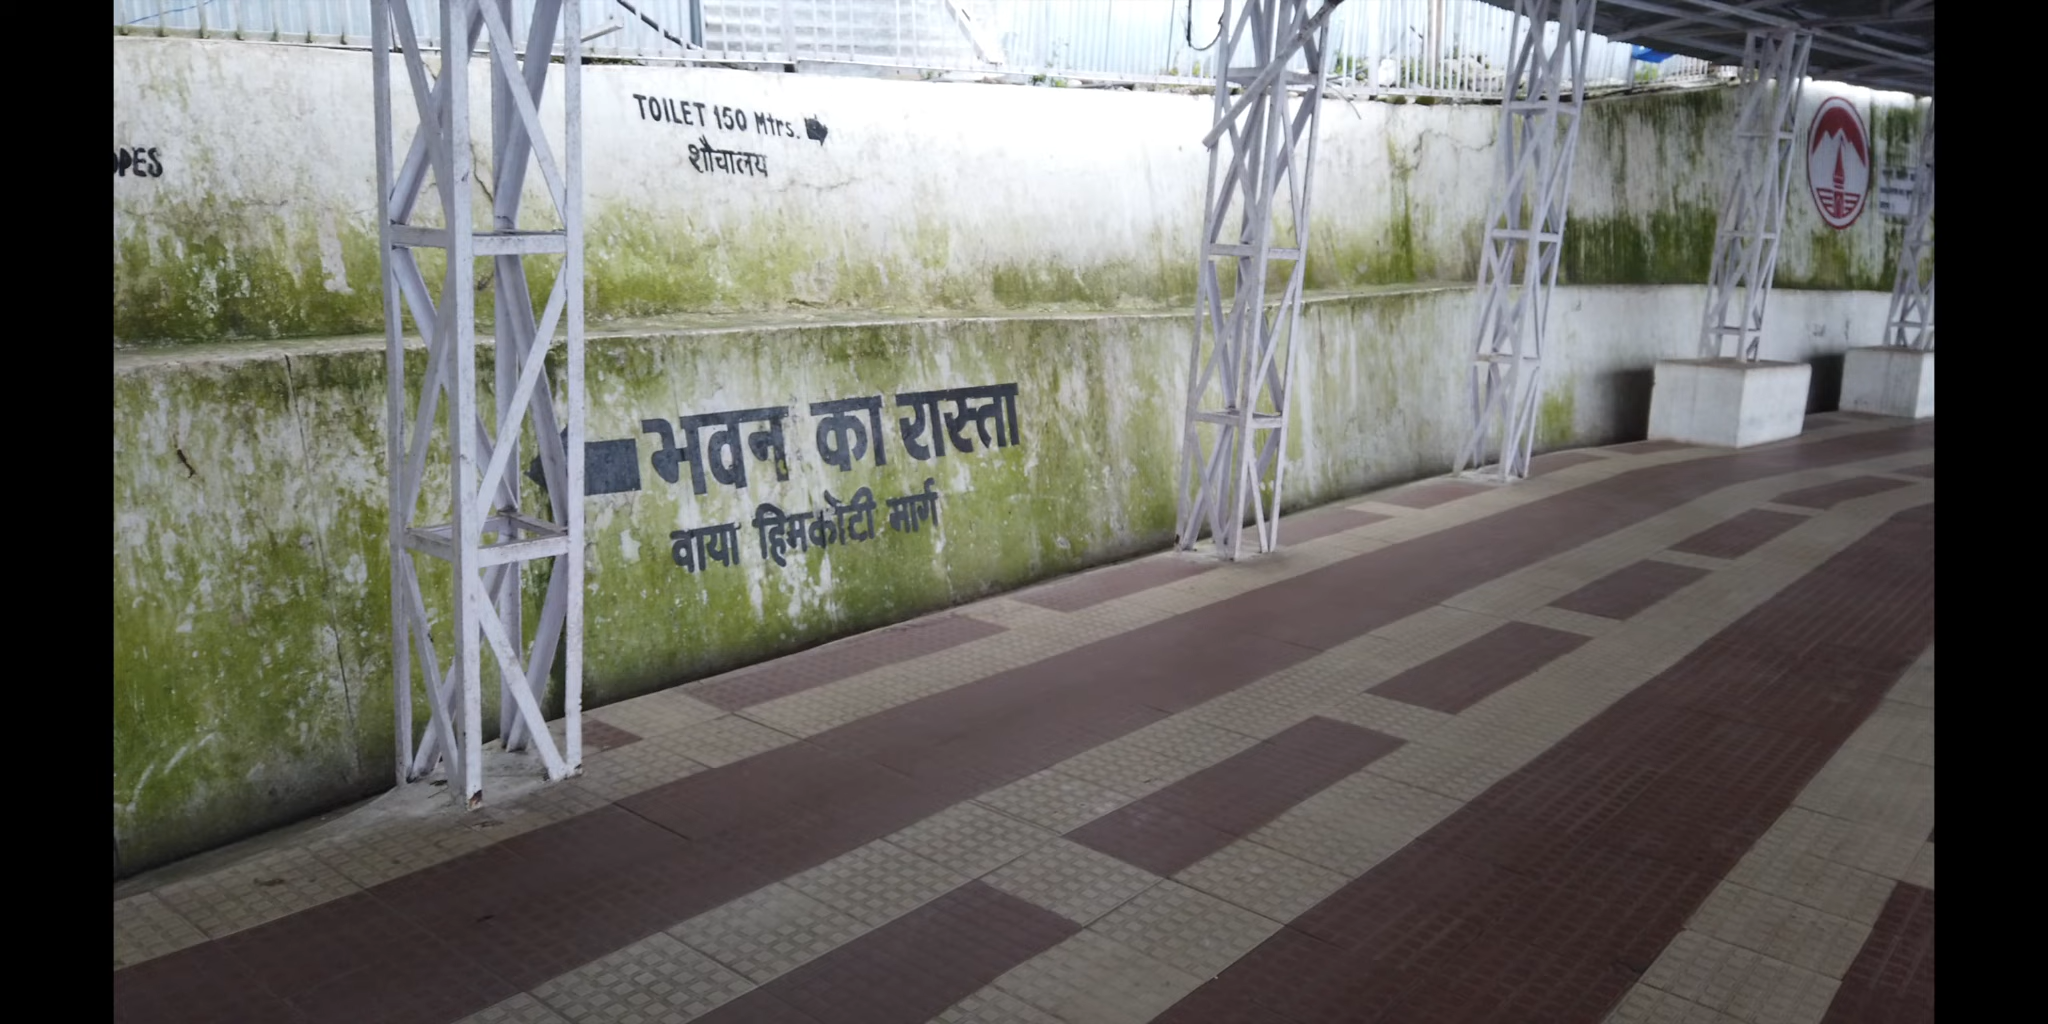 TOILET 150 Mtrs.
शौचालय
भवन का रास्ता
वाया हिमकोटी मार्ग